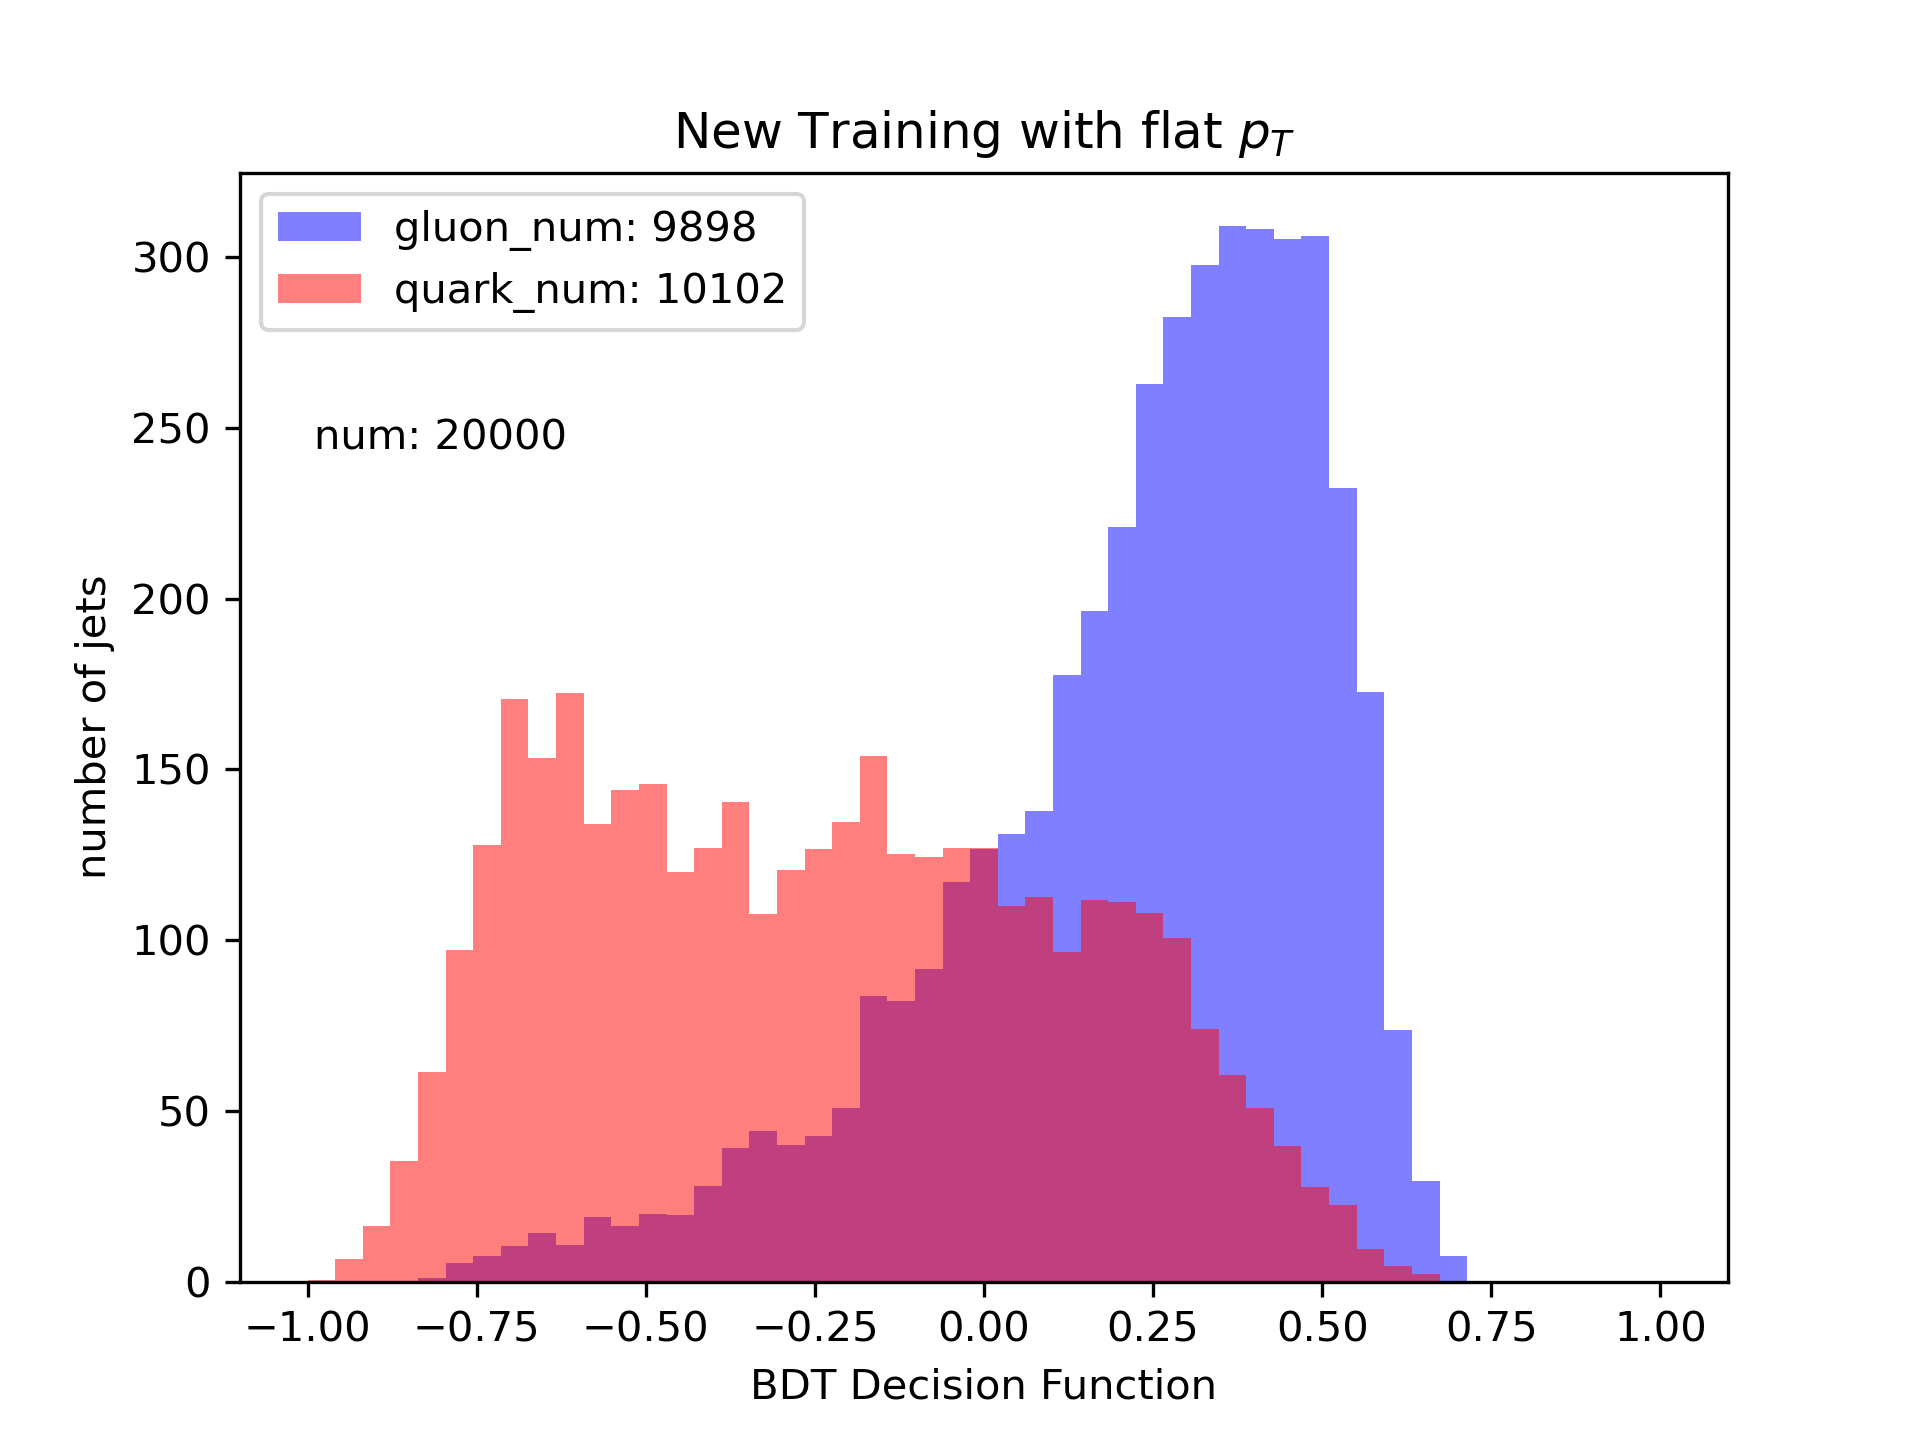 New Training with flat p_T
gluon_num: 9898
quark_num: 10102
num: 20000
number of jets
300
250
200
150
100
50
0
−1.00 −0.75 −0.50 −0.25 0.00 0.25 0.50 0.75 1.00
BDT Decision Function